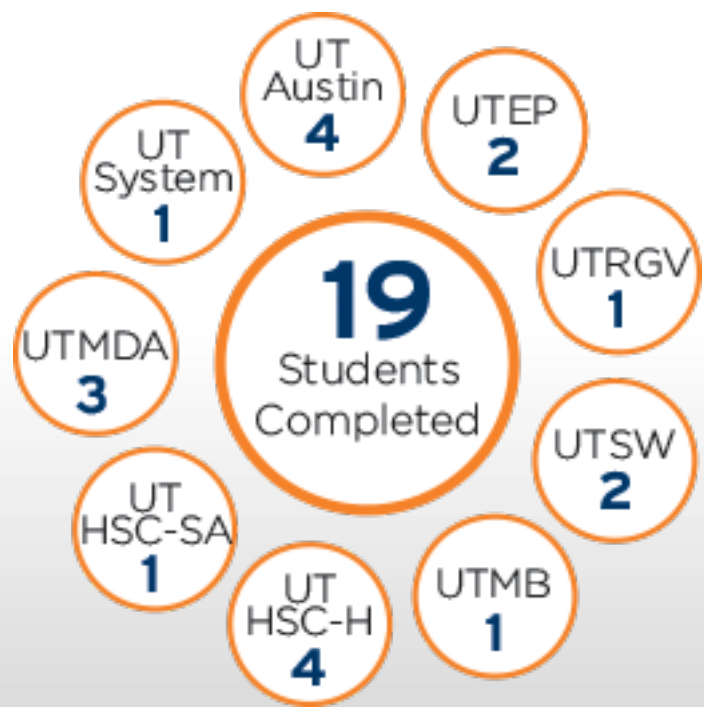 UT
Austin
4
UTEP
2
UTRGV
1
UTSW
2
UTMB
1
UT
HSC-H
4
UT
HSC-SA
1
UTMDA
3
UT
System
1
19
Students
Completed